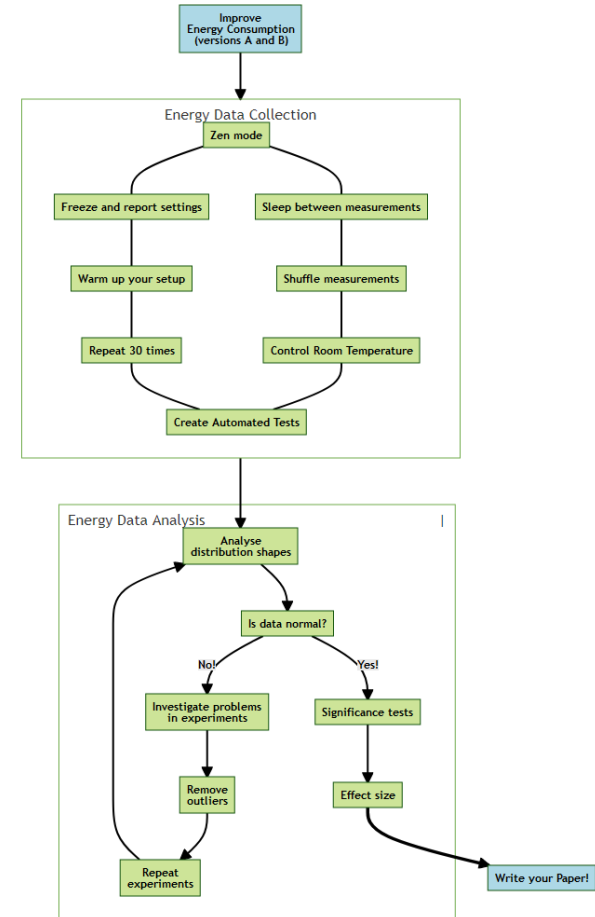 Improve
Energy Consumption
(versions A and B)
Energy Data Collection
Zen mode
Freeze and report settings
Sleep between measurements
Warm up your setup
Shuffle measurements
Repeat 30 times
Control Room Temperature
Create Automated Tests
Energy Data Analysis
Analyse
distribution shapes
Is data normal?
No!
Yes!
Investigate problems
in experiments
Significance tests
Remove
outliers
Effect size
Repeat
experiments
Write your Paper!